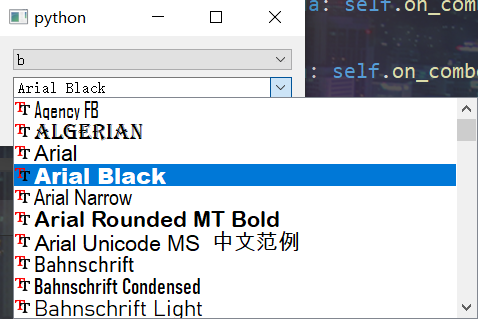 python
a: self.on_comb
b
: self.on_combo
Arial Black
Agency FB
ALGERIAN
Arial
Arial Black
Arial Narrow
Arial Rounded MT Bold
Arial Unicode MS 中文范例
Bahnschrift
Bahnschrift Condensed
Bahnschrift Light